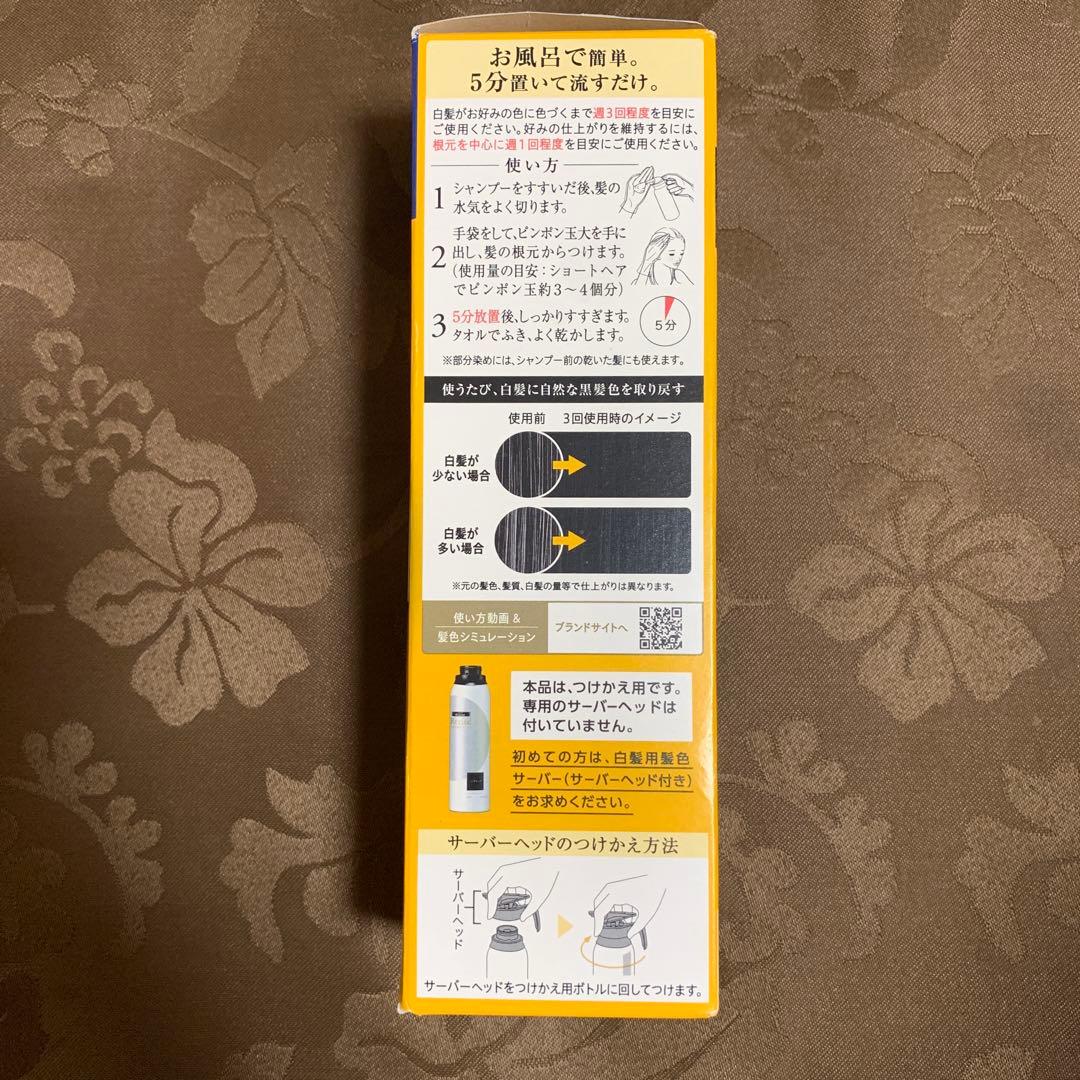 お風呂で簡単。
5分置いて流すだけ。
白髪がお好みの色に色づくまで週3回程度を目安に
ご使用ください。好みの仕上がりを維持するには、
根元を中心に週1回程度を目安にご使用ください。
使い方
1 シャンプーをすすいだ後、髪の
水気をよく切ります。
2 手袋をして、ピンポン玉大を手に
出し、髪の根元からつけます。
（使用量の目安：ショートヘア
でピンポン玉約3〜4個分）
3 5分放置後、しっかりすすぎます。
タオルでふき、よく乾かします。
5分
※部分染めには、シャンプー前の乾いた髪にも使えます。
使うたび、白髪に自然な黒髪色を取り戻す
使用前 3回使用時のイメージ
白髪が
少ない場合
白髪が
多い場合
※元の髪色、髪質、白髪の量等で仕上がりは異なります。
使い方動画 &
髪色シミュレーション
ブランドサイトへ
本品は、つけかえ用です。
専用のサーバーヘッドは
付いていません。
初めての方は、白髪用髪色
サーバー（サーバーヘッド付き）
をお求めください。
サーバーヘッドのつけかえ方法
サーバーヘッド
サーバーヘッドをつけかえ用ボトルに回してつけます。